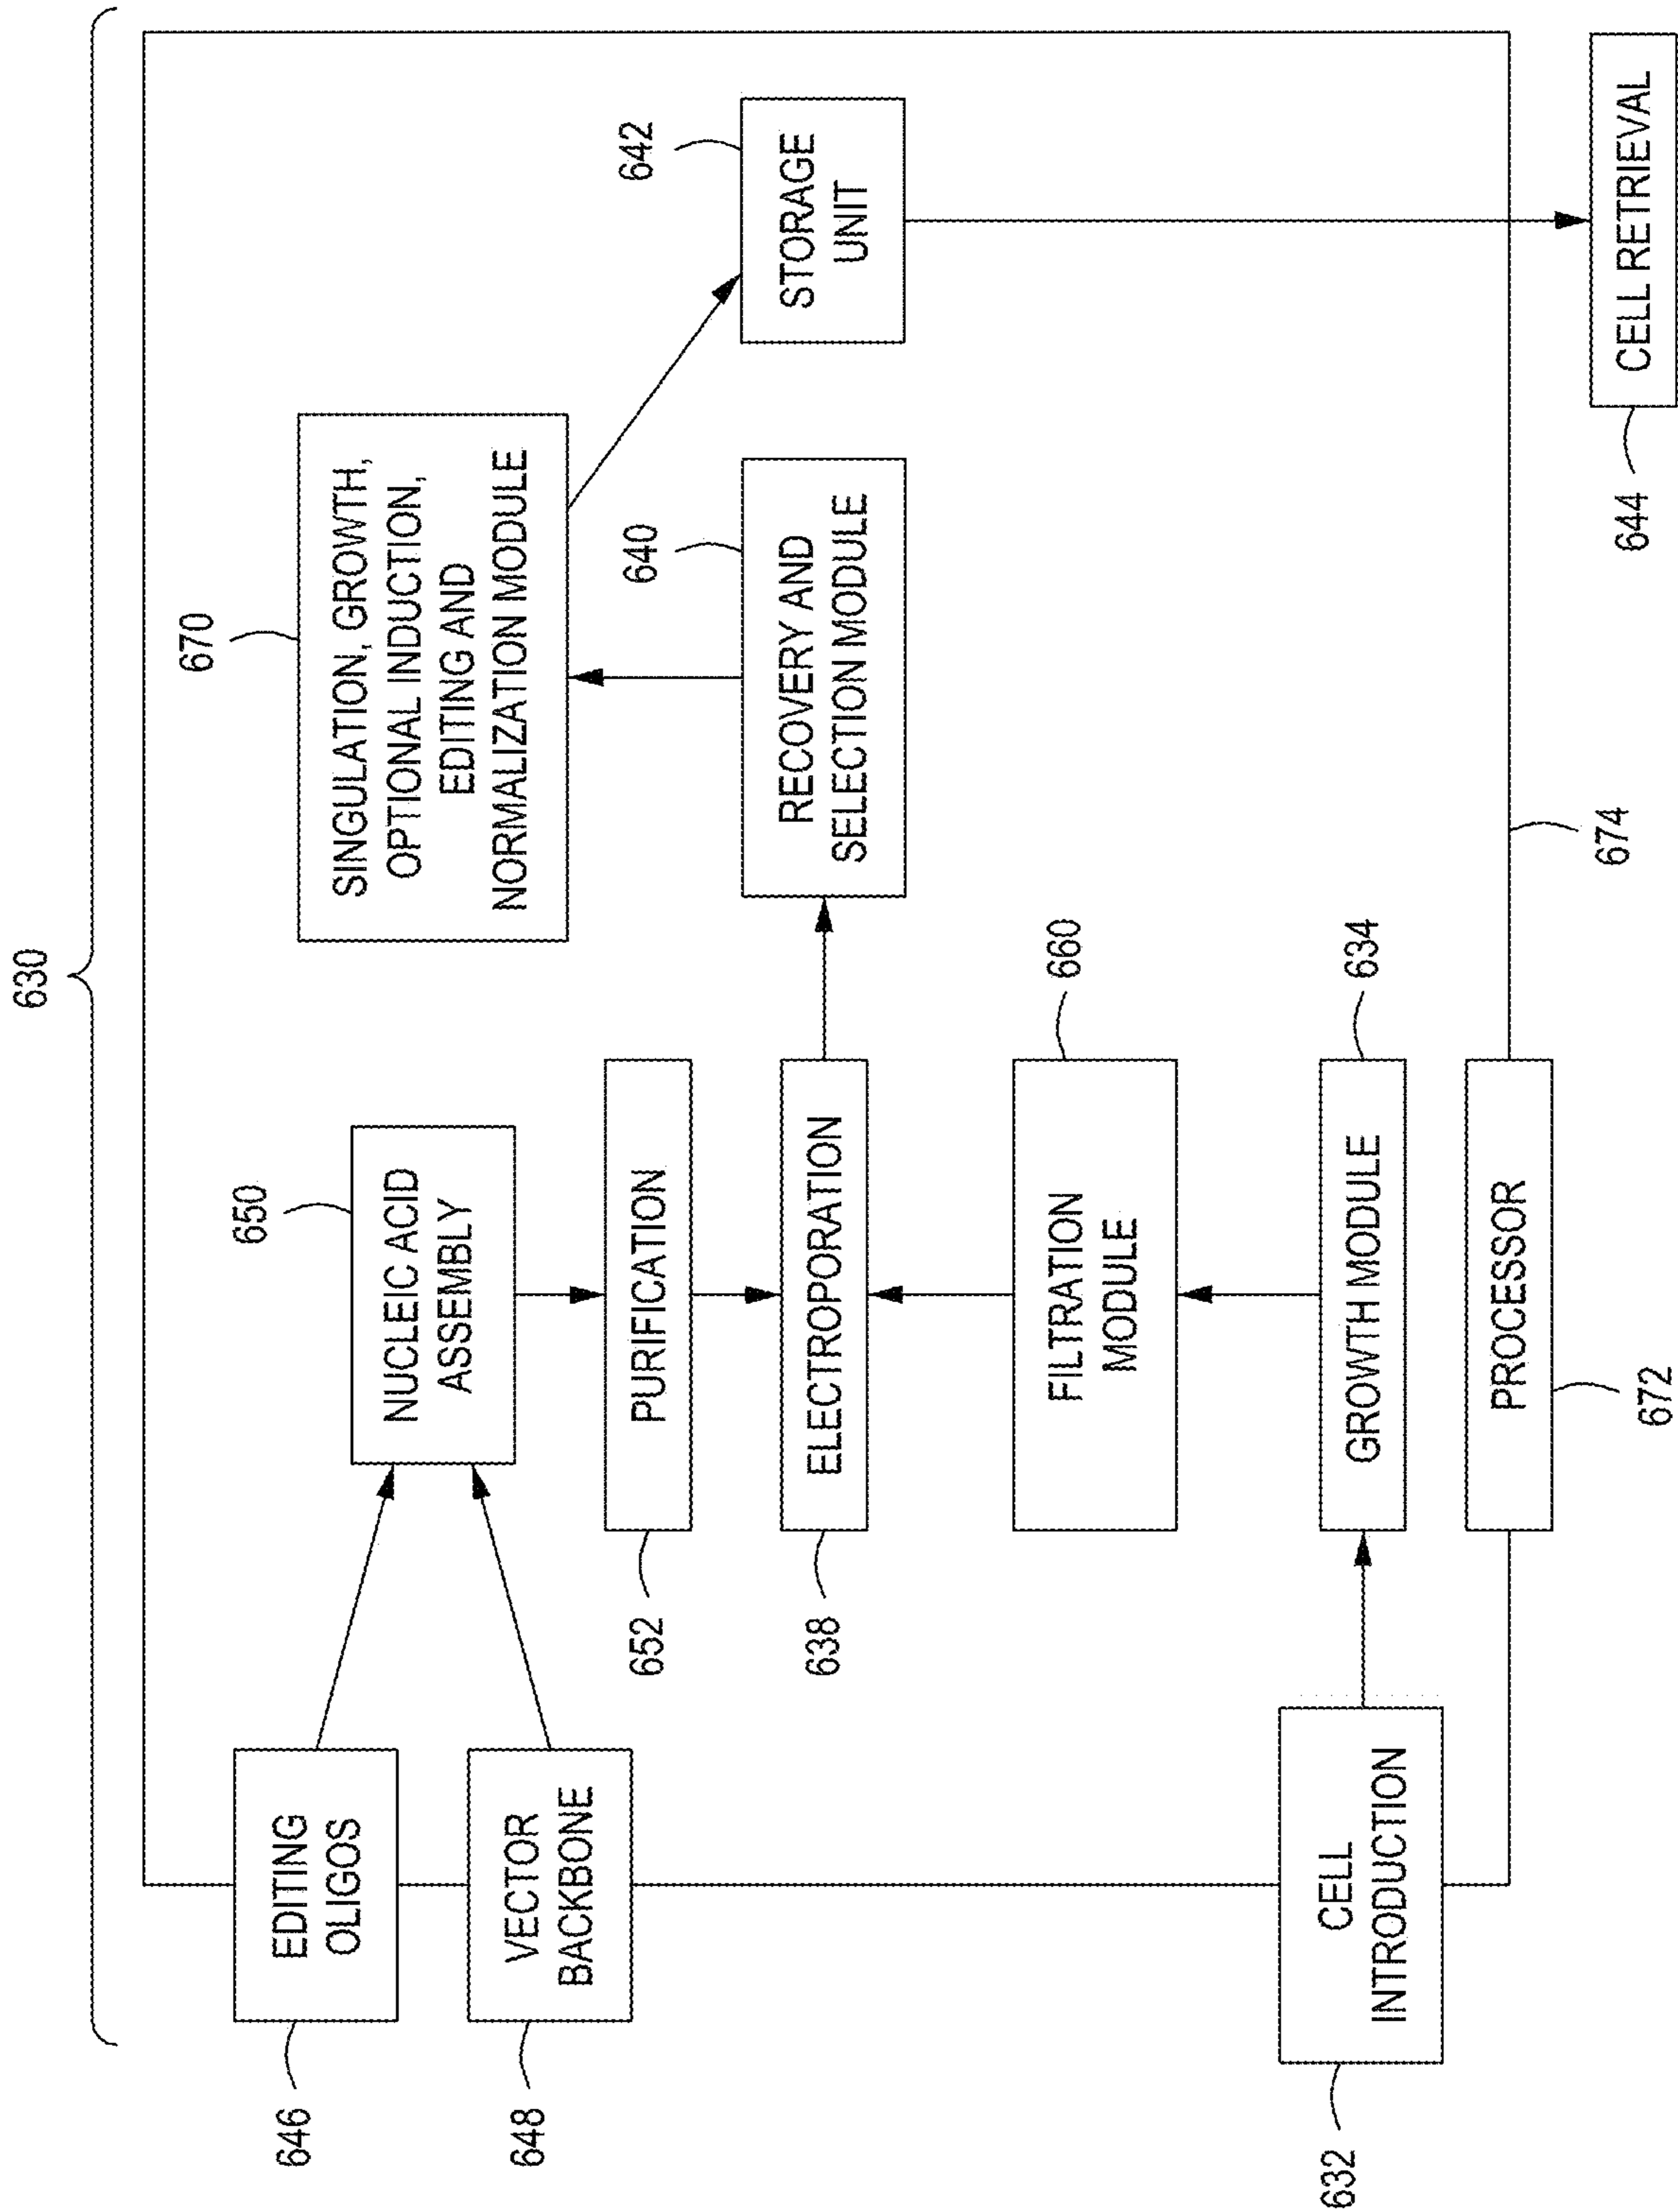 630
646
EDITING
OLIGOS
648
VECTOR
BACKBONE
650
NUCLEIC ACID
ASSEMBLY
652
PURIFICATION
638
ELECTROPORATION
660
FILTRATION
MODULE
634
GROWTH MODULE
632
CELL
INTRODUCTION
672
PROCESSOR
674
670
SINGULATION, GROWTH,
OPTIONAL INDUCTION,
EDITING AND
NORMALIZATION MODULE
640
RECOVERY AND
SELECTION MODULE
642
STORAGE
UNIT
644
CELL RETRIEVAL